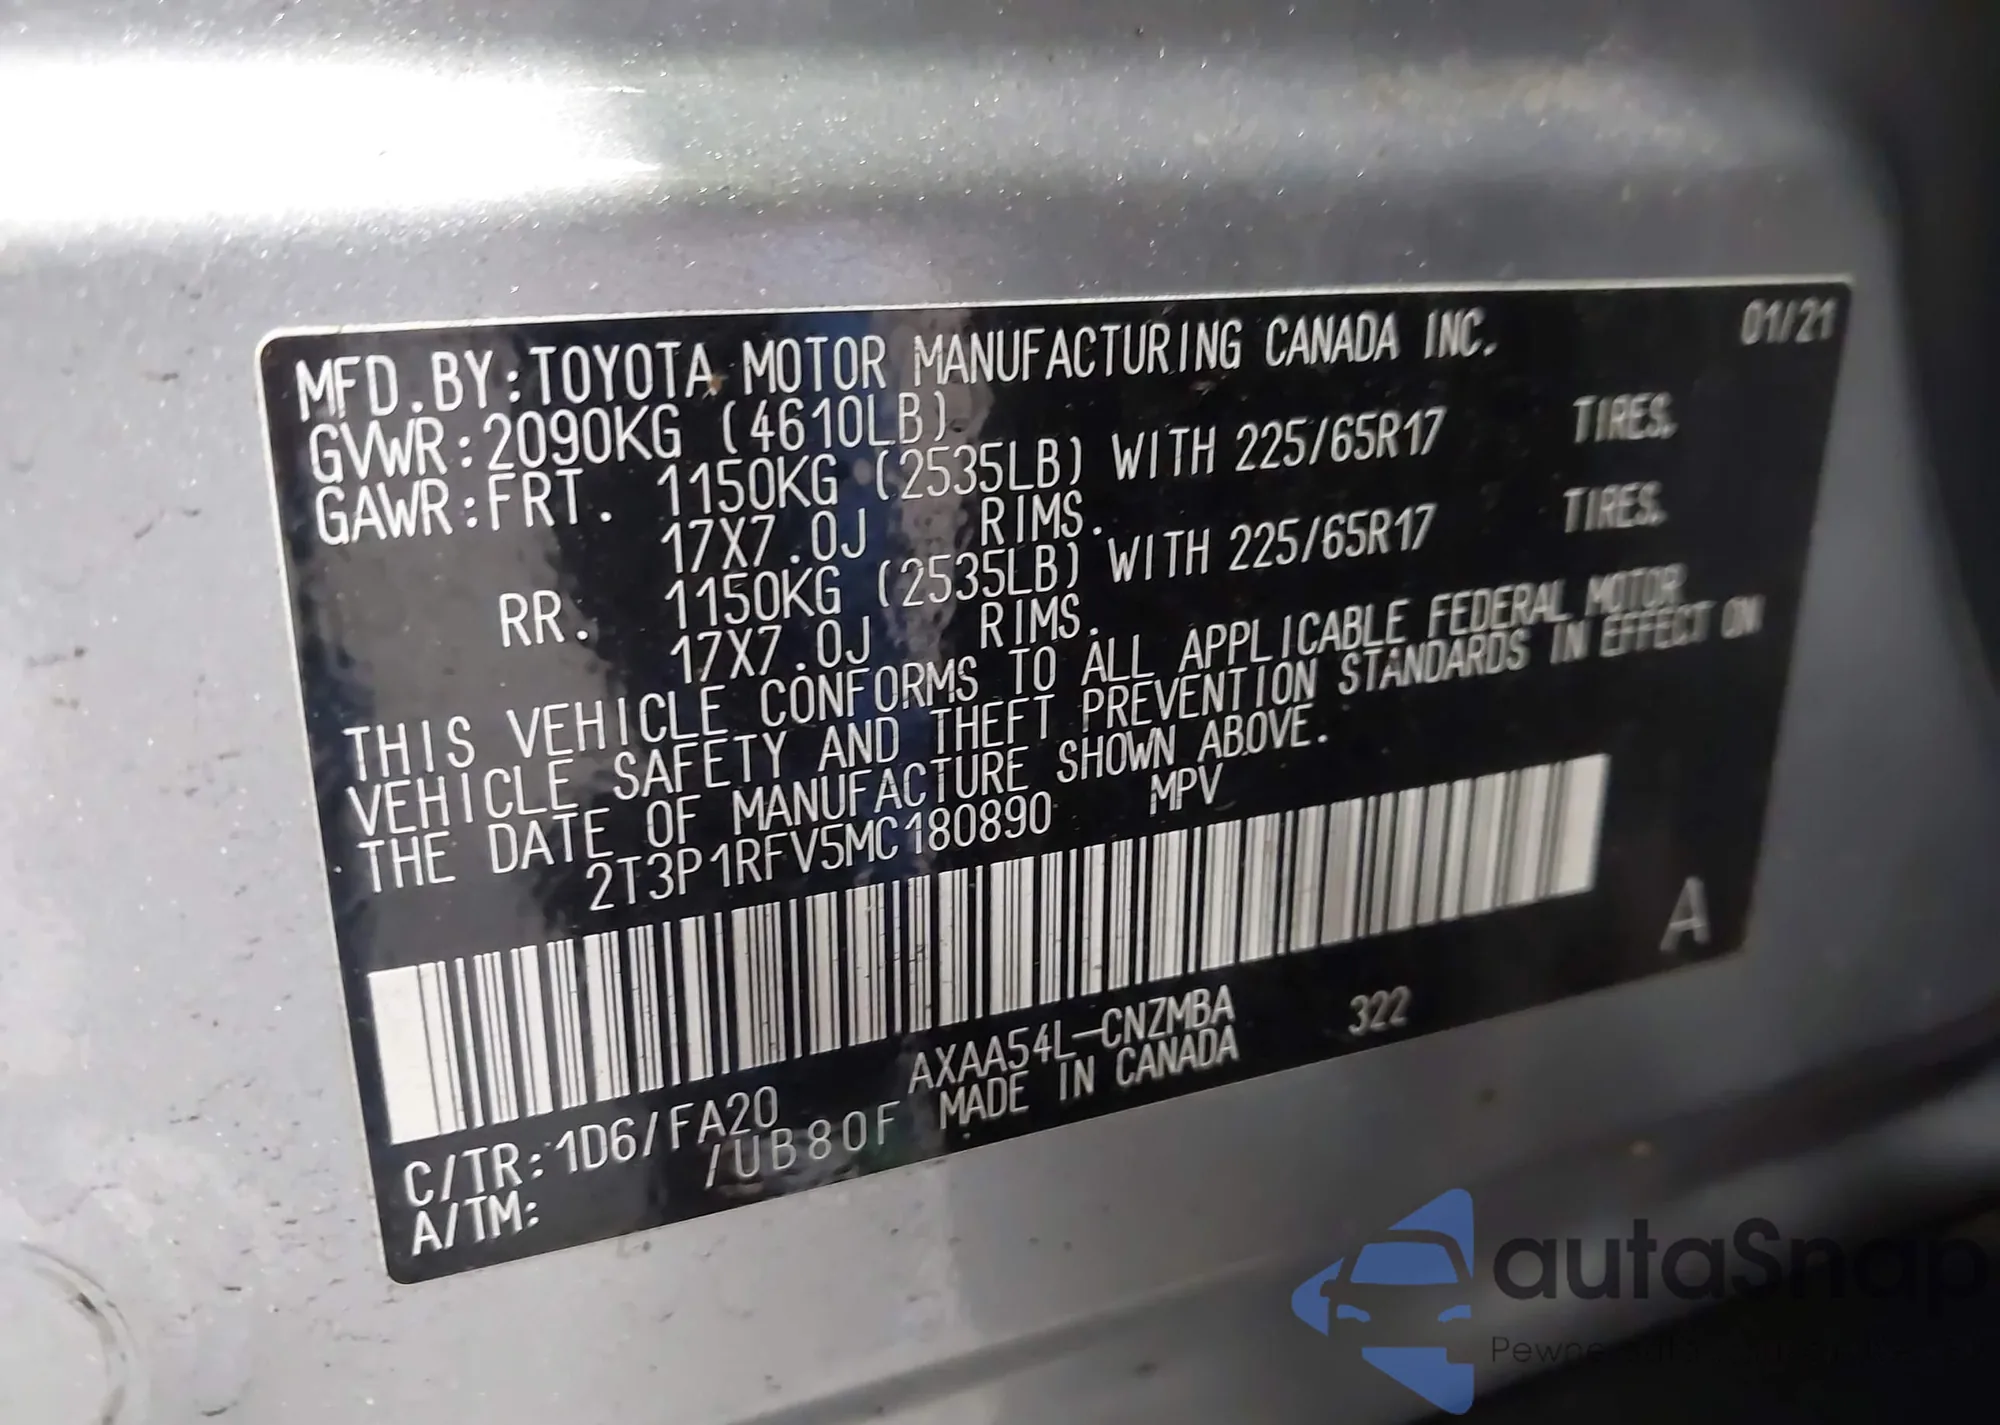 MFD.BY:TOYOTA MOTOR MANUFACTURING CANADA INC. 01/21
GVWR:2090KG (4610LB)
GAWR:FRT. 1150KG (2535LB) WITH 225/65R17 TIRES.
17X7.0J RIMS.
RR. 1150KG (2535LB) WITH 225/65R17 TIRES.
17X7.0J RIMS.
THIS VEHICLE CONFORMS TO ALL APPLICABLE FEDERAL MOTOR
VEHICLE SAFETY AND THEFT PREVENTION STANDARDS IN EFFECT ON
THE DATE OF MANUFACTURE SHOWN ABOVE.
2T3P1RFV5MC180890 MPV
A
C/TR:1D6/FA20 AXAA54L-CNZMBA 322
A/TM: /UB80F MADE IN CANADA
autaSnap